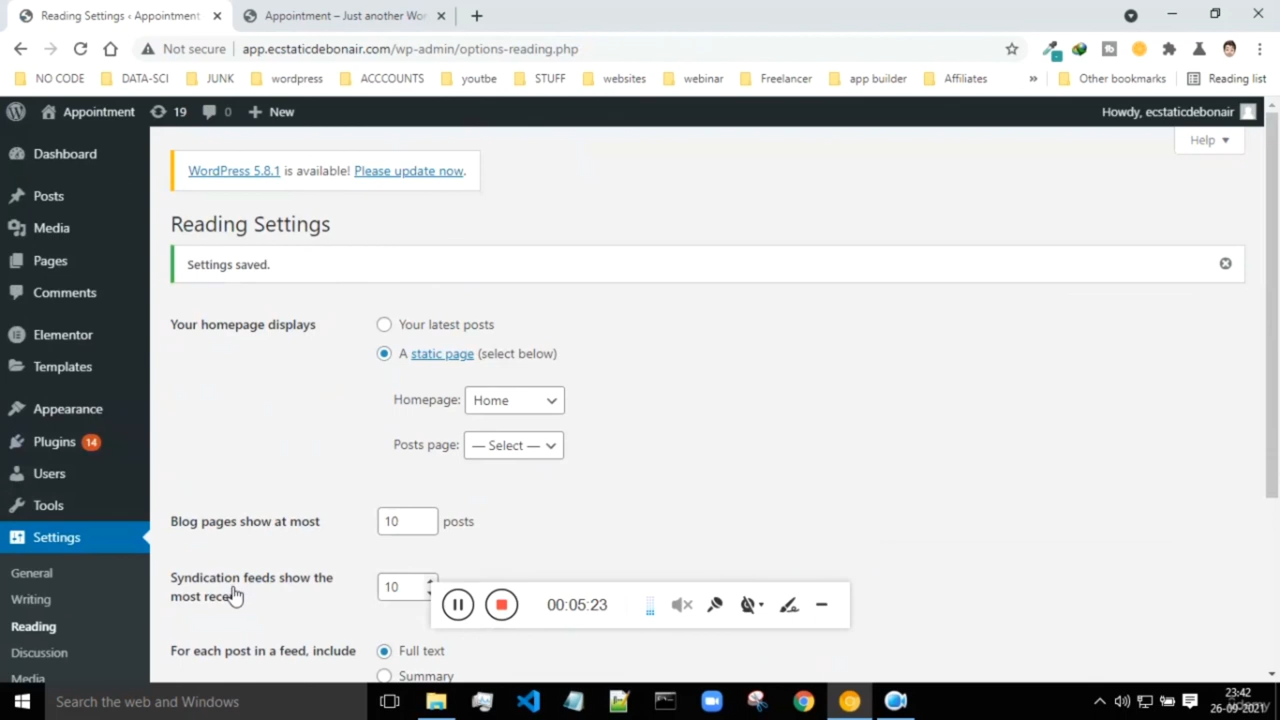 Reading Settings ‹ Appointment
Appointment – Just another Wor
Not secure
app.ecstaticdebonair.com/wp-admin/options-reading.php
NO CODE
DATA-SCI
JUNK
wordpress
ACCCOUNTS
youtbe
STUFF
websites
webinar
Freelancer
app builder
Affiliates
»
Other bookmarks
Reading list
Appointment
19
0
New
Howdy, ecstaticdebonair
Help
Dashboard
Posts
Media
Pages
Comments
Elementor
Templates
Appearance
Plugins 14
Users
Tools
Settings
General
Writing
Reading
Discussion
Media
WordPress 5.8.1 is available! Please update now.
Reading Settings
Settings saved.
Your homepage displays
Your latest posts
A static page (select below)
Homepage: Home
Posts page: — Select —
Blog pages show at most
10 posts
Syndication feeds show the
most rece
10
00:05:23
For each post in a feed, include
Full text
Summary
Search the web and Windows
23:42
26-09-2021
ûdemy